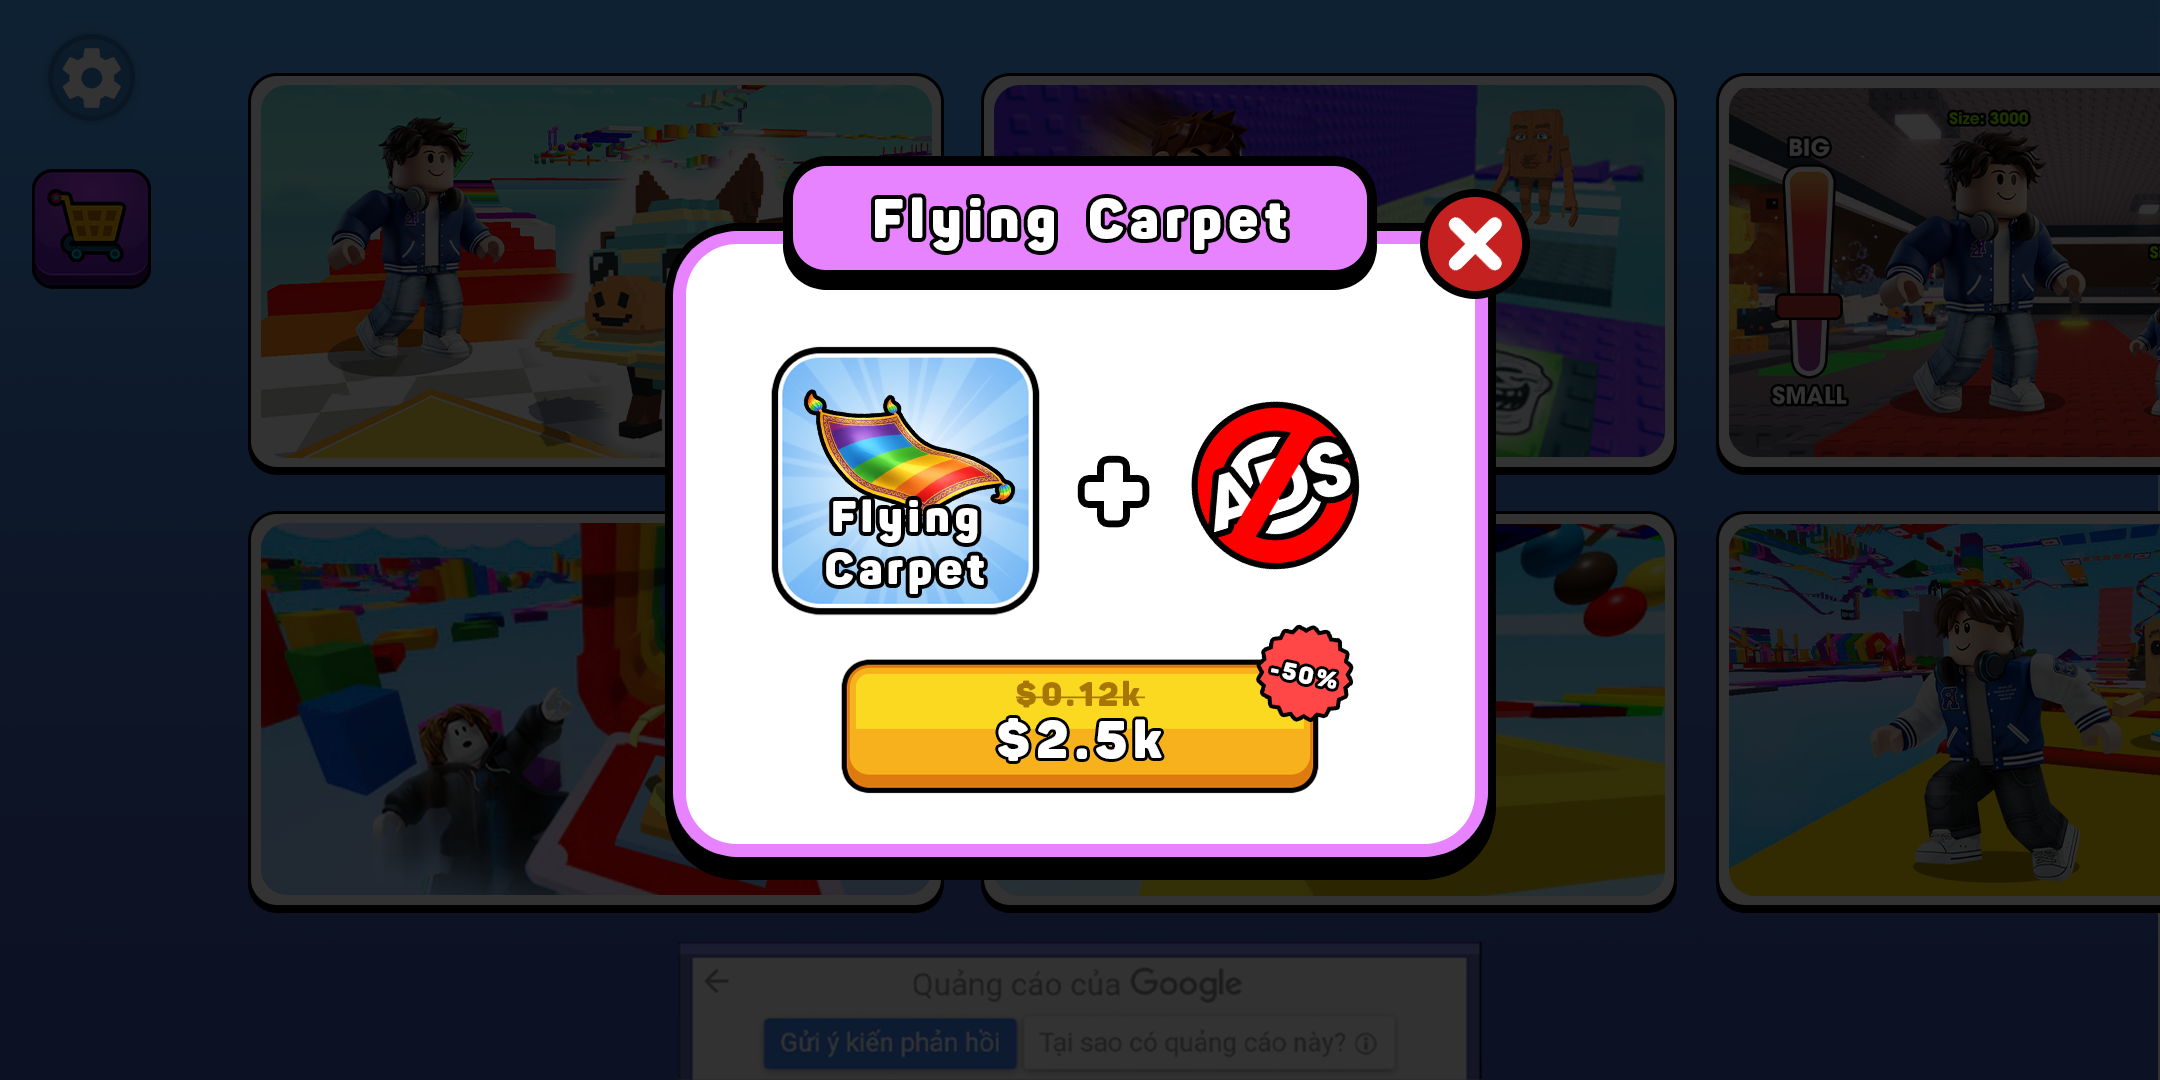 Size: 3000
BIG
SMALL
Flying Carpet
Flying
Carpet
ADS
-50%
$0.12k
$2.5k
Quảng cáo của Google
Gửi ý kiến phản hồi
Tại sao có quảng cáo này?